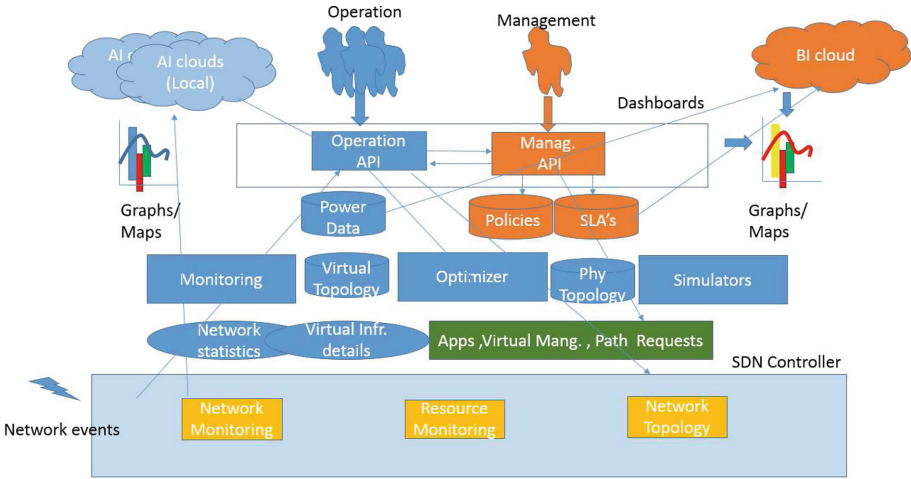 Operation
Management
AI c
AI clouds
(Local)
BI cloud
Dashboards
Operation
API
Manag.
API
Graphs/
Maps
Power
Data
Policies
SLA's
Graphs/
Maps
Monitoring
Virtual
Topology
Optimizer
Phy
Topology
Simulators
Network
statistics
Virtual Infr.
details
Apps ,Virtual Mang. , Path Requests
SDN Controller
Network events
Network
Monitoring
Resource
Monitoring
Network
Topology